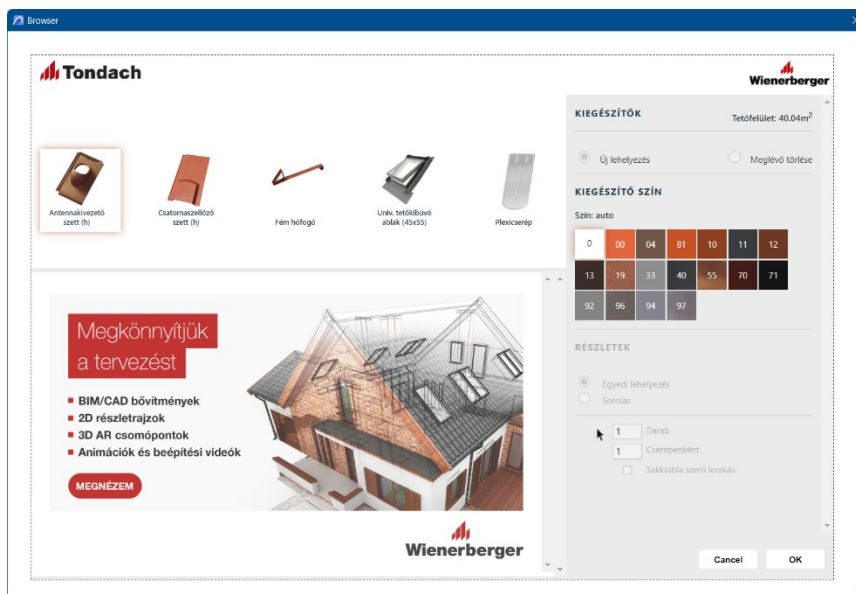 Browser
Tondach
Wienerberger
Antennakivezető
szett (h)
Csatornaszellőző
szett (h)
Fém hófogó
Univ. tetőkibúvó
ablak (45x55)
Plexicserép
KIEGÉSZÍTŐK
Tetőfelület: 40.04m²
Új lehelyezés
Meglévő törlése
KIEGÉSZÍTŐ SZÍN
Szín: auto
0 00 04 81 10 11 12
13 19 33 40 55 70 71
92 96 94 97
RÉSZLETEK
Egyedi lehelyezés
Sorolás
1 Darab
1 Cserepenként
Sakktábla szerű lerakás
Megkönnyítjük
a tervezést
BIM/CAD bővítmények
2D részletrajzok
3D AR csomópontok
Animációk és beépítési videók
MEGNÉZEM
Wienerberger
Cancel OK